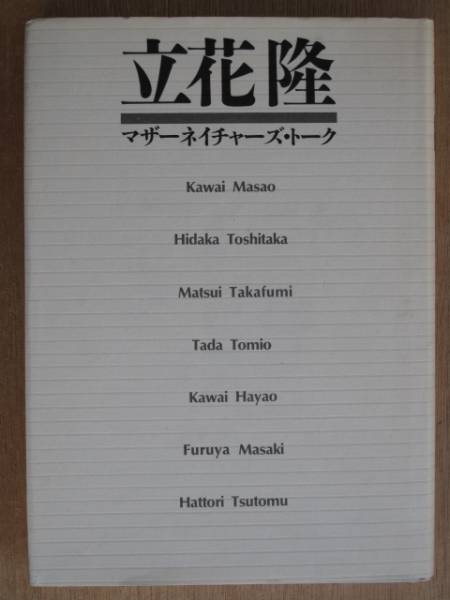 立花隆
マザーネイチャーズ・トーク
Kawai Masao
Hidaka Toshitaka
Matsui Takafumi
Tada Tomio
Kawai Hayao
Furuya Masaki
Hattori Tsutomu